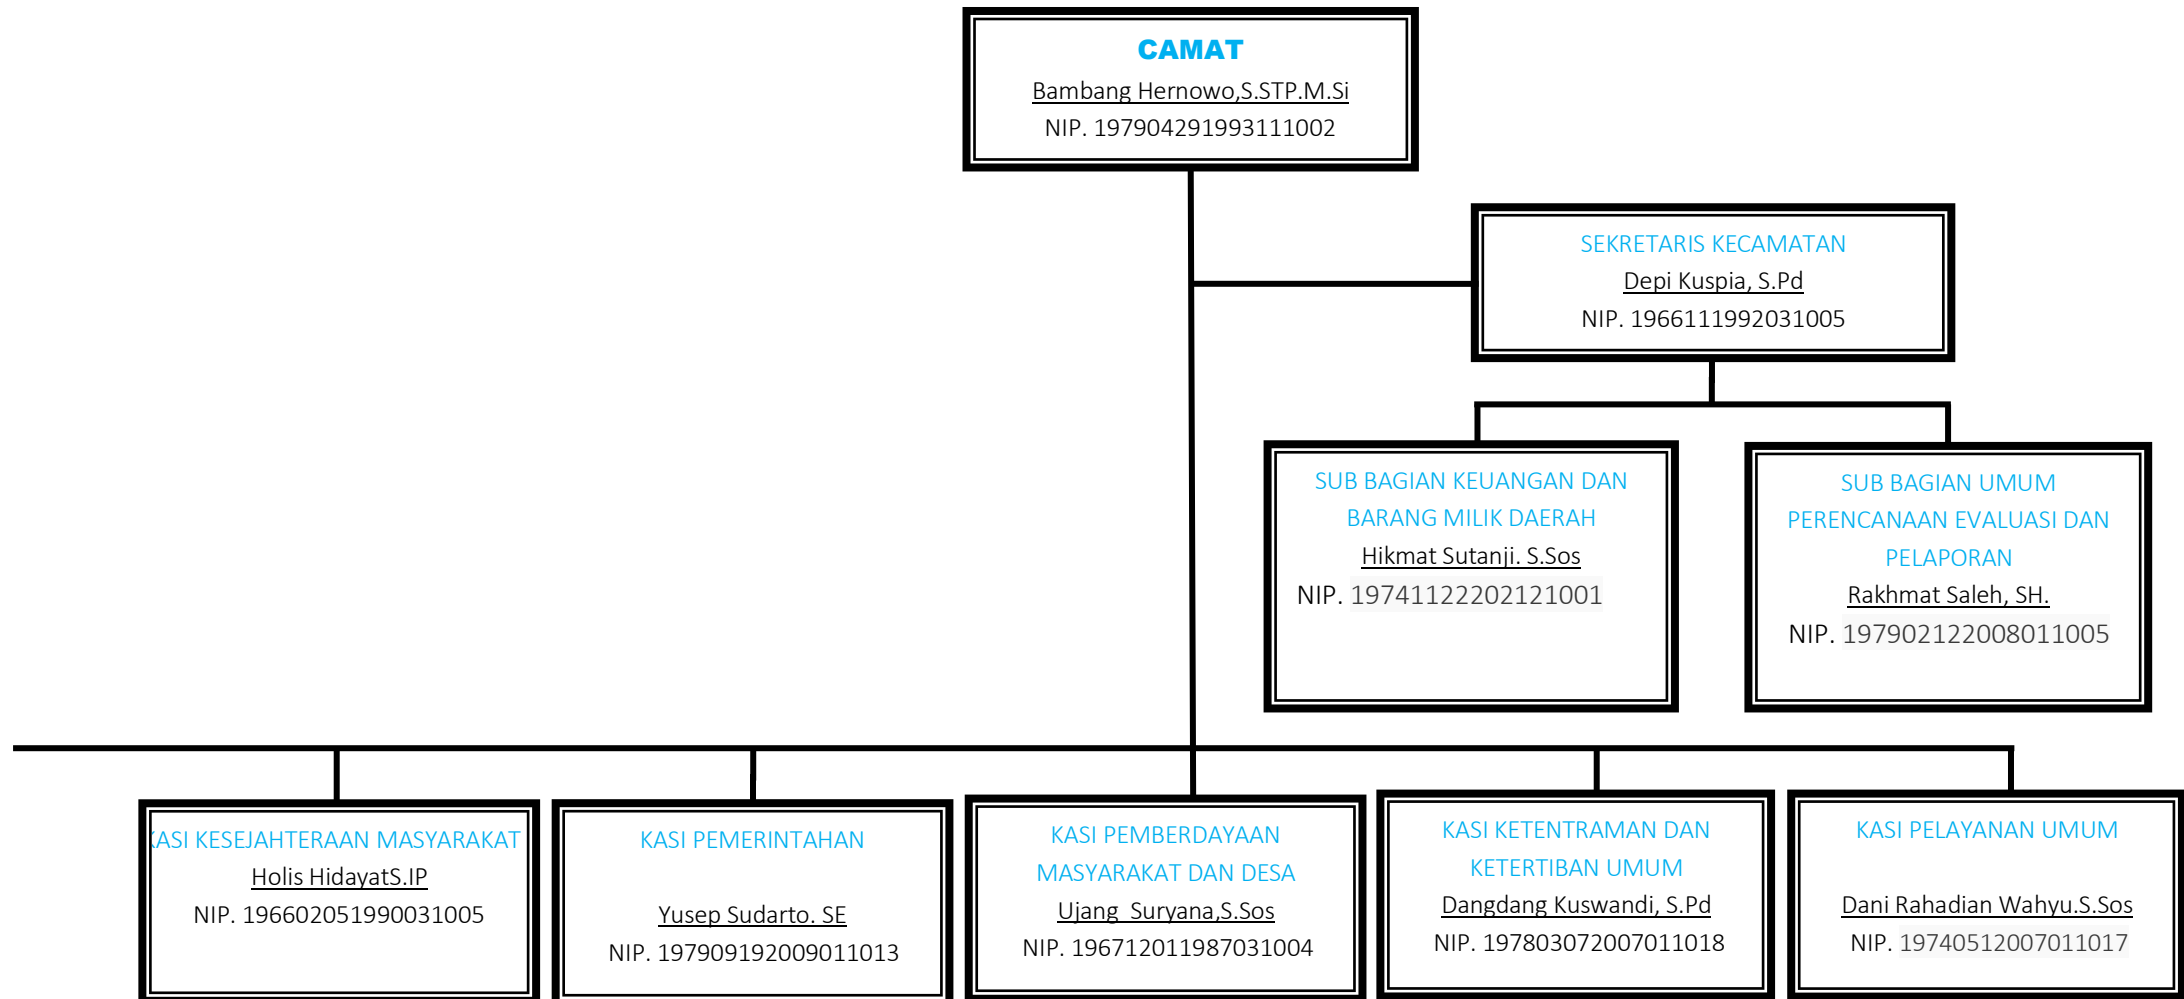 CAMAT
Bambang Hernowo,S.STP.M.Si
NIP. 197904291993111002
SEKRETARIS KECAMATAN
Depi Kuspia, S.Pd
NIP. 1966111992031005
SUB BAGIAN KEUANGAN DAN
BARANG MILIK DAERAH
Hikmat Sutanji. S.Sos
NIP. 19741122202121001
SUB BAGIAN UMUM
PERENCANAAN EVALUASI DAN
PELAPORAN
Rakhmat Saleh, SH.
NIP. 197902122008011005
KASI KESEJAHTERAAN MASYARAKAT
Holis HidayatS.IP
NIP. 196602051990031005
KASI PEMERINTAHAN
Yusep Sudarto. SE
NIP. 197909192009011013
KASI PEMBERDAYAAN
MASYARAKAT DAN DESA
Ujang  Suryana,S.Sos
NIP. 196712011987031004
KASI KETENTRAMAN DAN
KETERTIBAN UMUM
Dangdang Kuswandi, S.Pd
NIP. 197803072007011018
KASI PELAYANAN UMUM
Dani Rahadian Wahyu.S.Sos
NIP. 19740512007011017